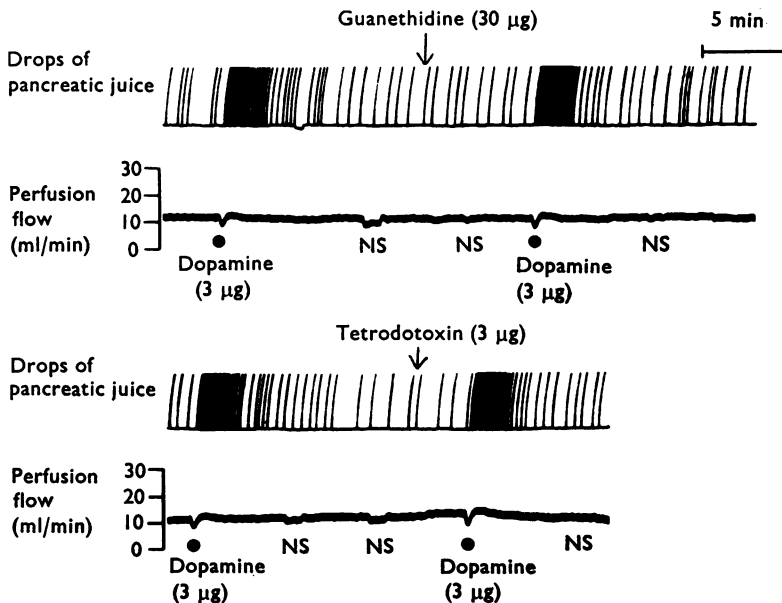 Guanethidine (30 µg)
5 min
Drops of
pancreatic juice
Perfusion
flow
(ml/min)
30
20
10
0
NS
NS
NS
Dopamine
(3 µg)
Dopamine
(3 µg)
Tetrodotoxin (3 µg)
Drops of
pancreatic juice
Perfusion
flow
(ml/min)
30
20
10
0
NS
NS
NS
Dopamine
(3 µg)
Dopamine
(3 µg)